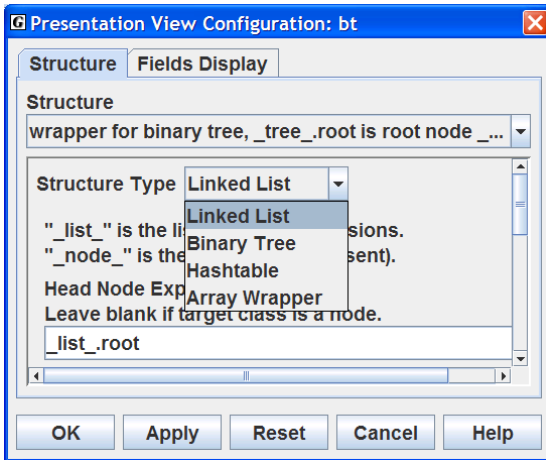 Presentation View Configuration: bt
Structure
Fields Display
Structure
wrapper for binary tree, _tree_.root is root node _...
Structure Type Linked List
Linked List
Binary Tree
Hashtable
Array Wrapper
"_list_" is the li sions.
"_node_" is the sent).
Head Node Exp
Leave blank if target class is a node.
_list_.root
OK
Apply
Reset
Cancel
Help